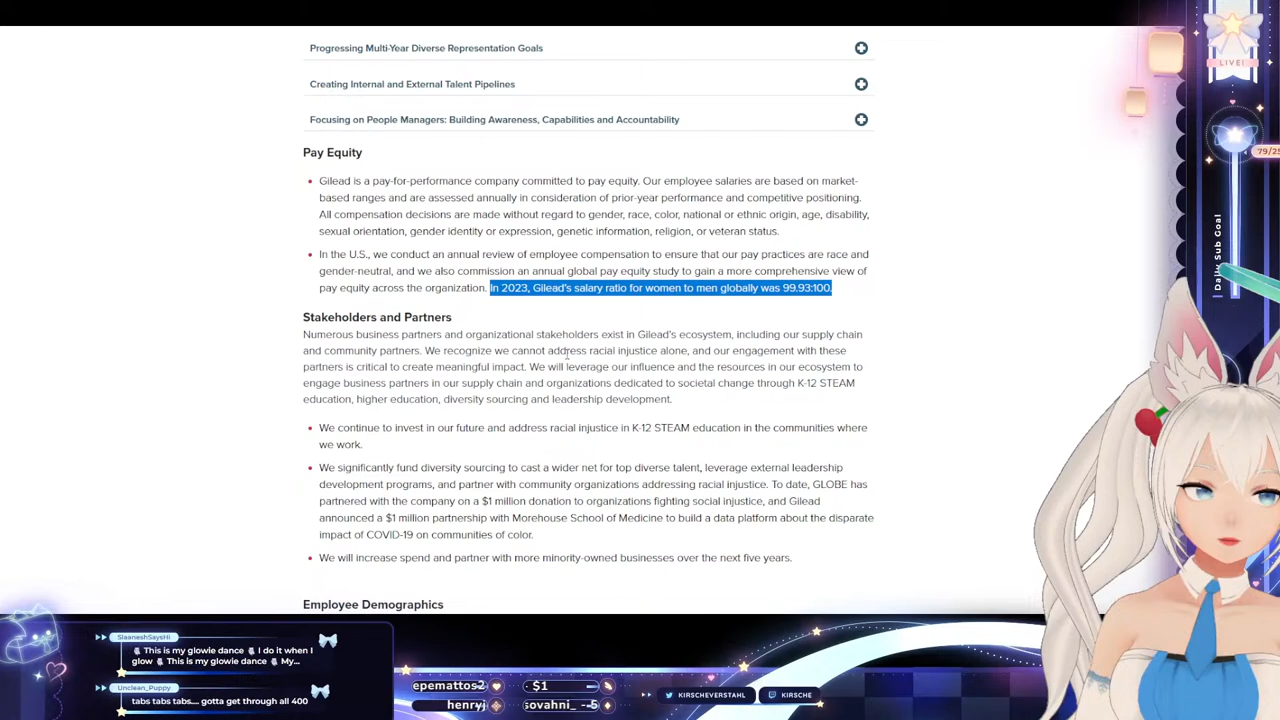 Progressing Multi-Year Diverse Representation Goals
Creating Internal and External Talent Pipelines
Focusing on People Managers: Building Awareness, Capabilities and Accountability
Pay Equity
• Gilead is a pay-for-performance company committed to pay equity. Our employee salaries are based on market-
based ranges and are assessed annually in consideration of prior-year performance and competitive positioning.
All compensation decisions are made without regard to gender, race, color, national or ethnic origin, age, disability,
sexual orientation, gender identity or expression, genetic information, religion, or veteran status.
• In the U.S., we conduct an annual review of employee compensation to ensure that our pay practices are race and
gender-neutral, and we also commission an annual global pay equity study to gain a more comprehensive view of
pay equity across the organization. In 2023, Gilead's salary ratio for women to men globally was 99.93:100.
Stakeholders and Partners
Numerous business partners and organizational stakeholders exist in Gilead's ecosystem, including our supply chain
and community partners. We recognize we cannot address racial injustice alone, and our engagement with these
partners is critical to create meaningful impact. We will leverage our influence and the resources in our ecosystem to
engage business partners in our supply chain and organizations dedicated to societal change through K-12 STEAM
education, higher education, diversity sourcing and leadership development.
• We continue to invest in our future and address racial injustice in K-12 STEAM education in the communities where
we work.
• We significantly fund diversity sourcing to cast a wider net for top diverse talent, leverage external leadership
development programs, and partner with community organizations addressing racial injustice. To date, GLOBE has
partnered with the company on a $1 million donation to organizations fighting social injustice, and Gilead
announced a $1 million partnership with Morehouse School of Medicine to build a data platform about the disparate
impact of COVID-19 on communities of color.
• We will increase spend and partner with more minority-owned businesses over the next five years.
Employee Demographics
LIVE!
79/25
Daily Sub Goal
SlaaneshSaysHi
This is my glowie dance I do it when I
glow This is my glowie dance My...
Unclean_Puppy
tabs tabs tabs.... gotta get through all 400
epemattos2
: $1
henry
sovahni_ - 5
KIRSCHEVERSTAHL
KIRSCHE